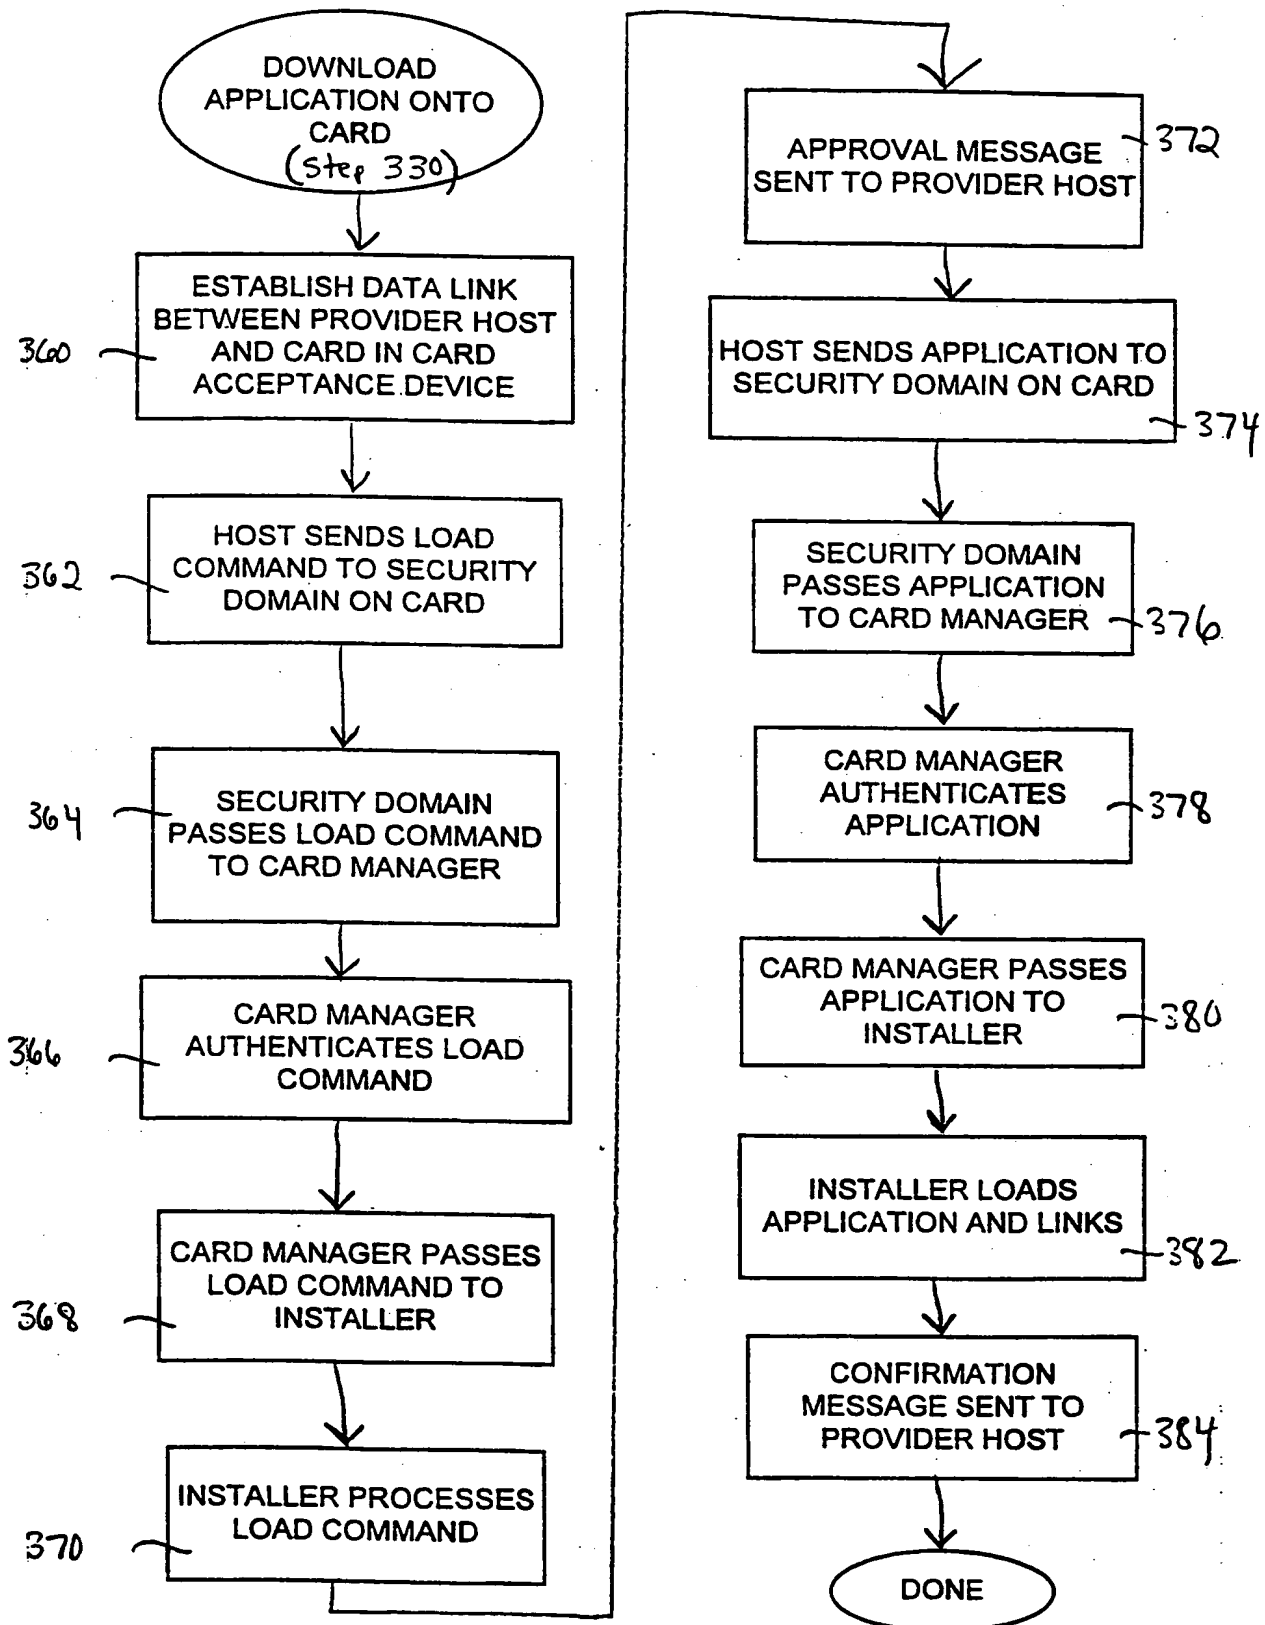 DOWNLOAD
APPLICATION ONTO
CARD
(Step 330)
360
ESTABLISH DATA LINK
BETWEEN PROVIDER HOST
AND CARD IN CARD
ACCEPTANCE DEVICE
362
HOST SENDS LOAD
COMMAND TO SECURITY
DOMAIN ON CARD
364
SECURITY DOMAIN
PASSES LOAD COMMAND
TO CARD MANAGER
366
CARD MANAGER
AUTHENTICATES LOAD
COMMAND
368
CARD MANAGER PASSES
LOAD COMMAND TO
INSTALLER
370
INSTALLER PROCESSES
LOAD COMMAND
372
APPROVAL MESSAGE
SENT TO PROVIDER HOST
HOST SENDS APPLICATION TO
SECURITY DOMAIN ON CARD
374
SECURITY DOMAIN
PASSES APPLICATION
TO CARD MANAGER
376
CARD MANAGER
AUTHENTICATES
APPLICATION
378
CARD MANAGER PASSES
APPLICATION TO
INSTALLER
380
INSTALLER LOADS
APPLICATION AND LINKS
382
CONFIRMATION
MESSAGE SENT TO
PROVIDER HOST
384
DONE